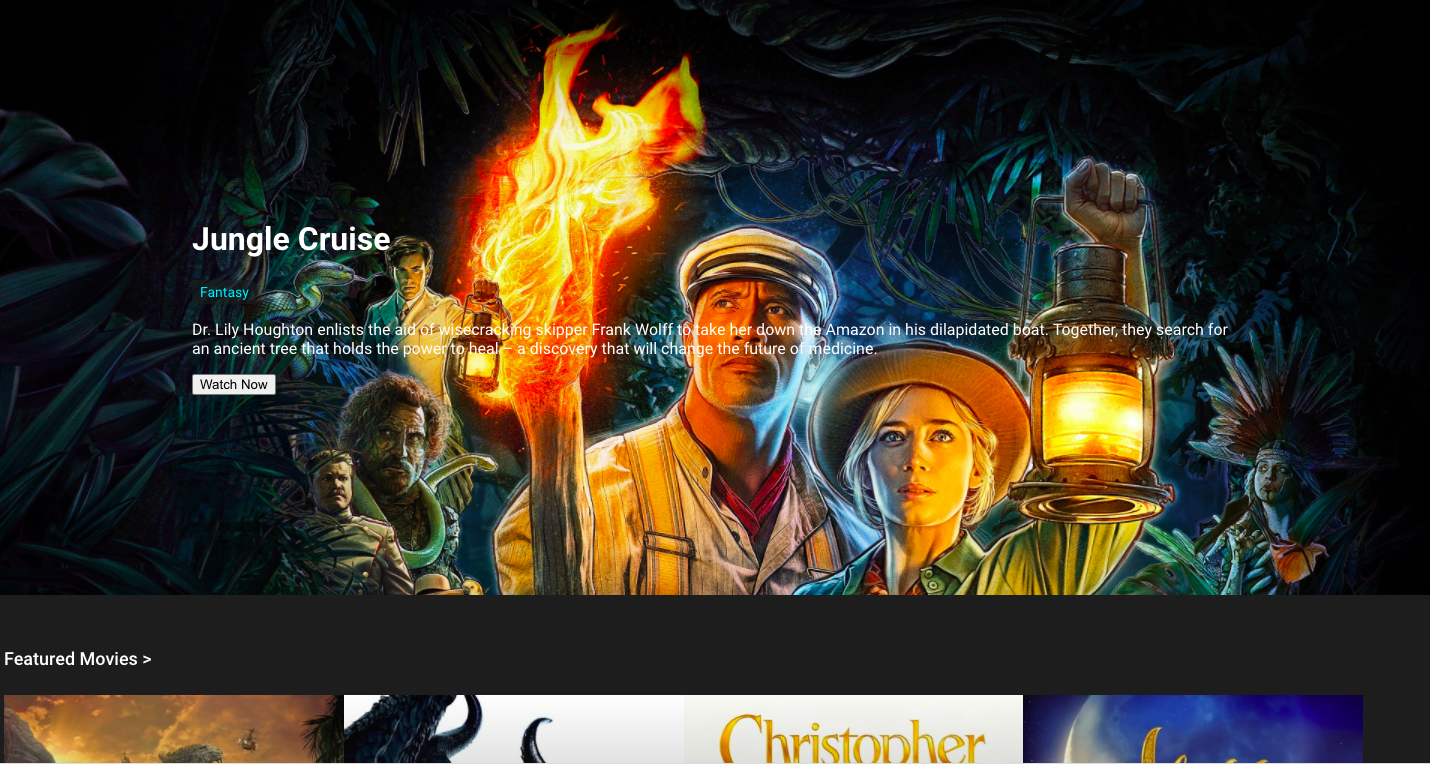 Jungle Cruise
Fantasy
Dr. Lily Houghton enlists the aid of wisecracking skipper Frank Wolff to take her down the Amazon in his dilapidated boat. Together, they search for
an ancient tree that holds the power to heal – a discovery that will change the future of medicine.
Watch Now
Featured Movies >
Christopher